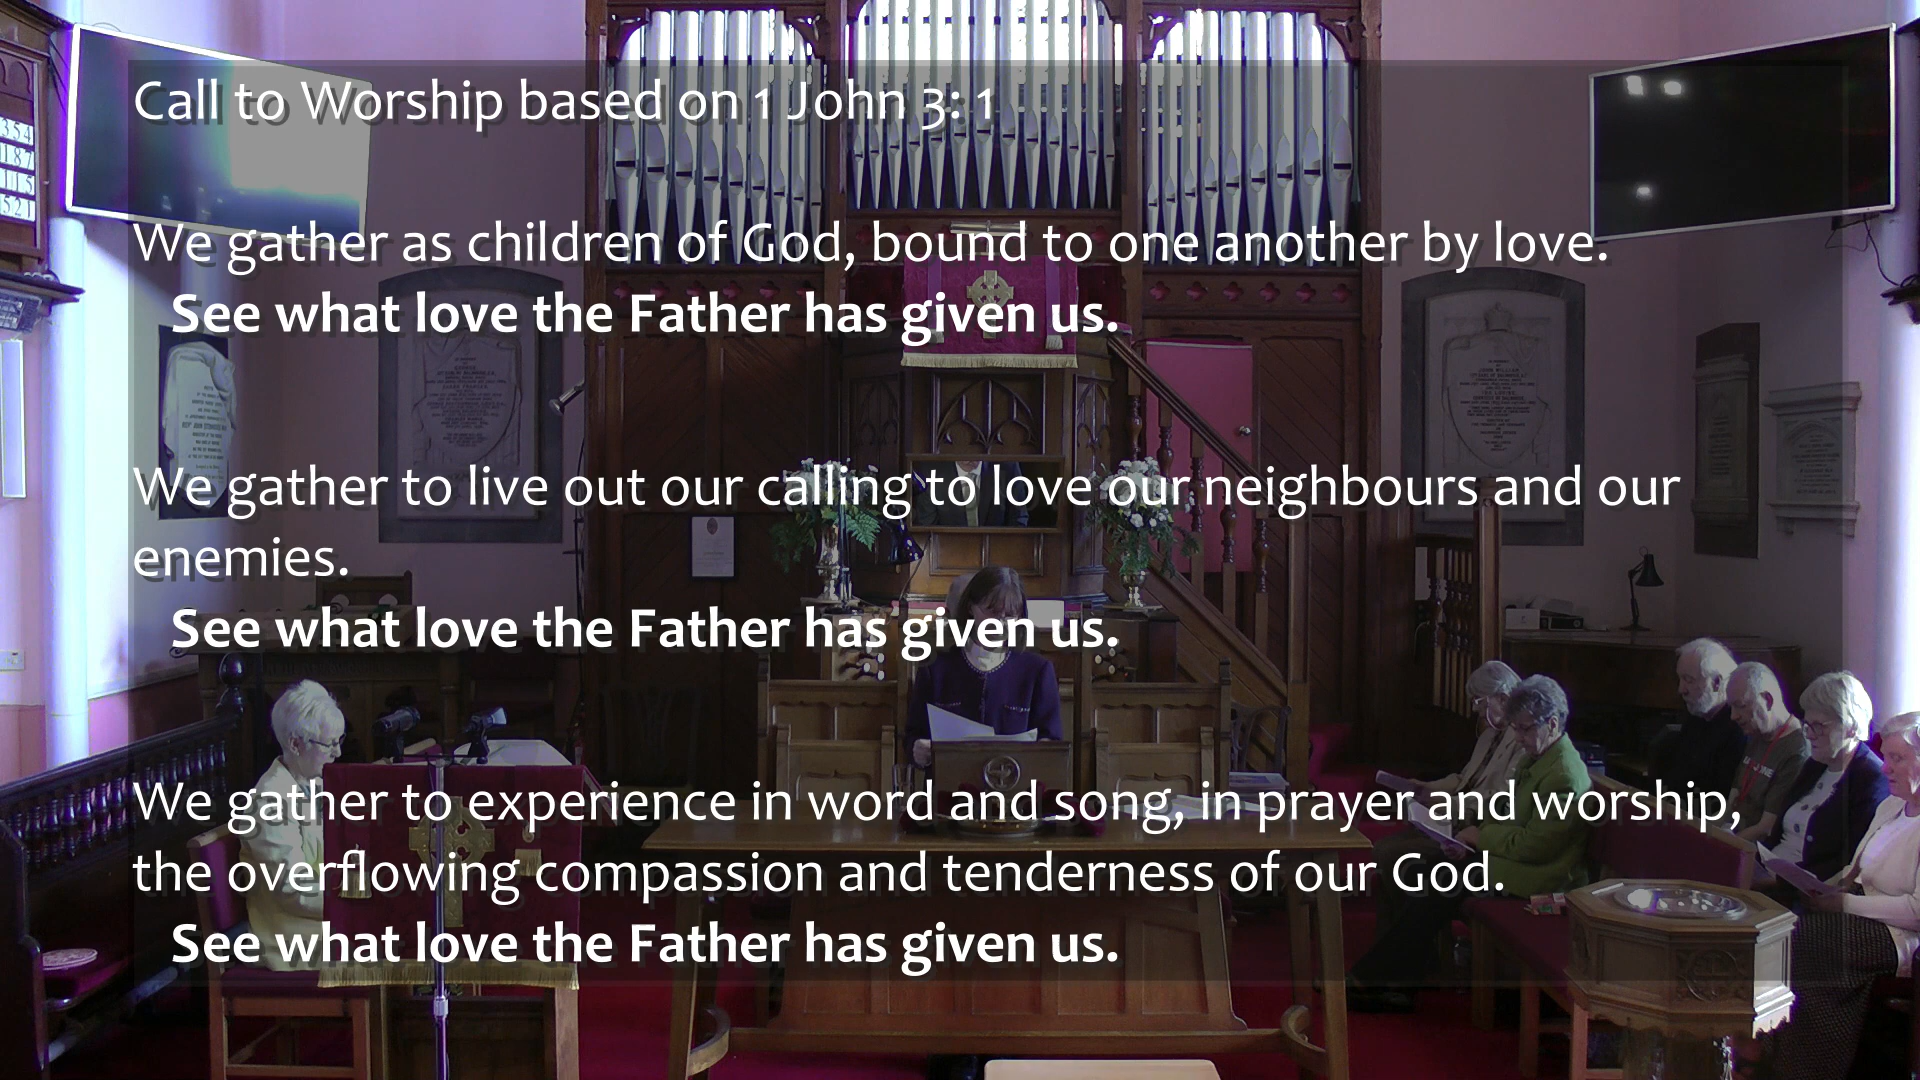 Call to Worship based on 1 John 3: 1
We gather as children of God, bound to one another by love.
See what love the Father has given us.
We gather to live out our calling to love our neighbours and our
enemies.
See what love the Father has given us.
We gather to experience in word and song, in prayer and worship,
the overflowing compassion and tenderness of our God.
See what love the Father has given us.
354
187
115
521